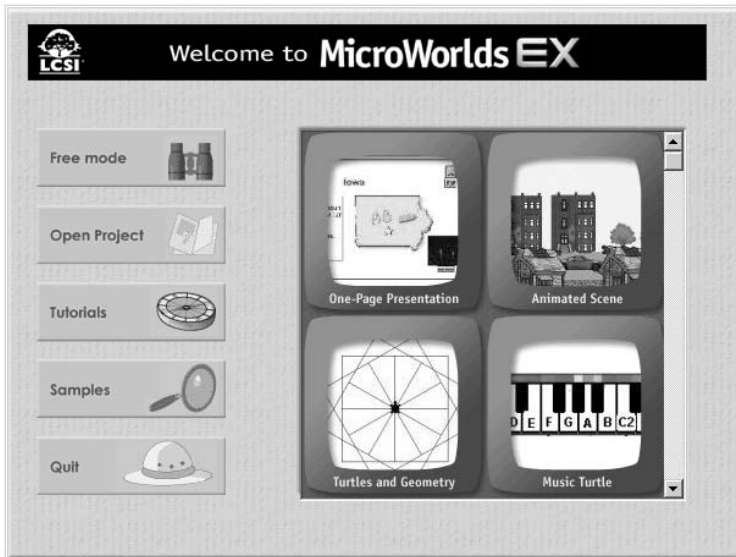 LCSI
Welcome to MicroWorlds EX
Free mode
Open Project
Tutorials
Samples
Quit
Iowa
One-Page Presentation
Animated Scene
D E F G A B C2
Turtles and Geometry
Music Turtle